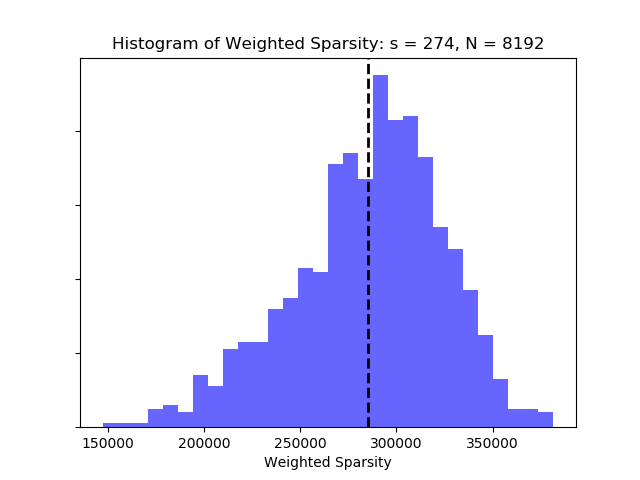 Histogram of Weighted Sparsity: s = 274, N = 8192
150000 200000 250000 300000 350000
Weighted Sparsity